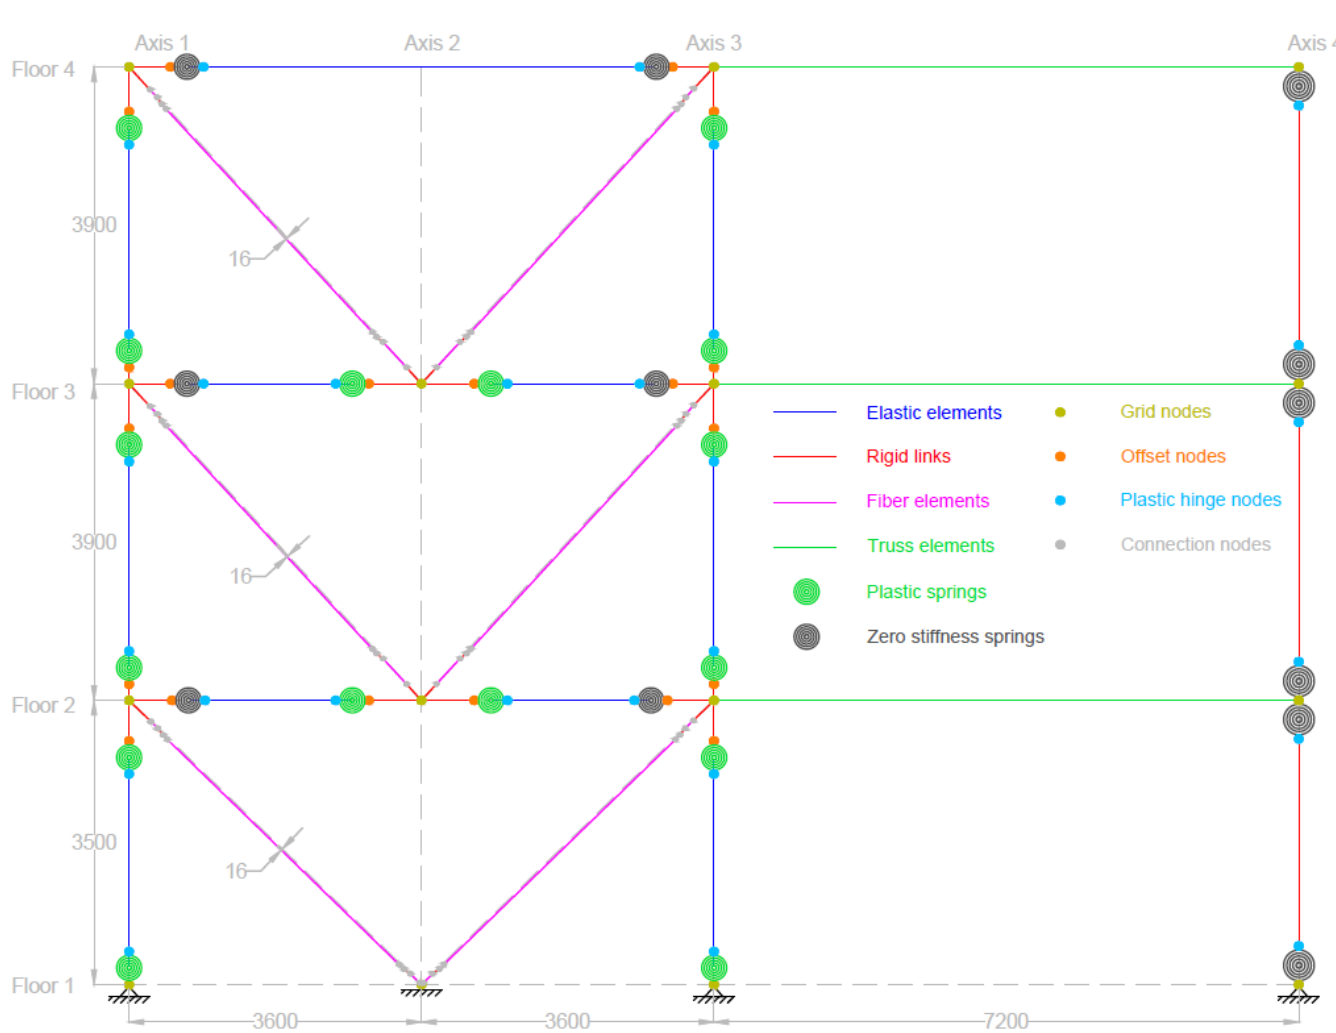 Axis 1
Axis 2
Axis 3
Axis 4
Floor 4
3900
16
Floor 3
Elastic elements
Grid nodes
Rigid links
Offset nodes
Fiber elements
Plastic hinge nodes
Truss elements
Connection nodes
3900
16
Plastic springs
Zero stiffness springs
Floor 2
3500
16
Floor 1
3600
3600
7200